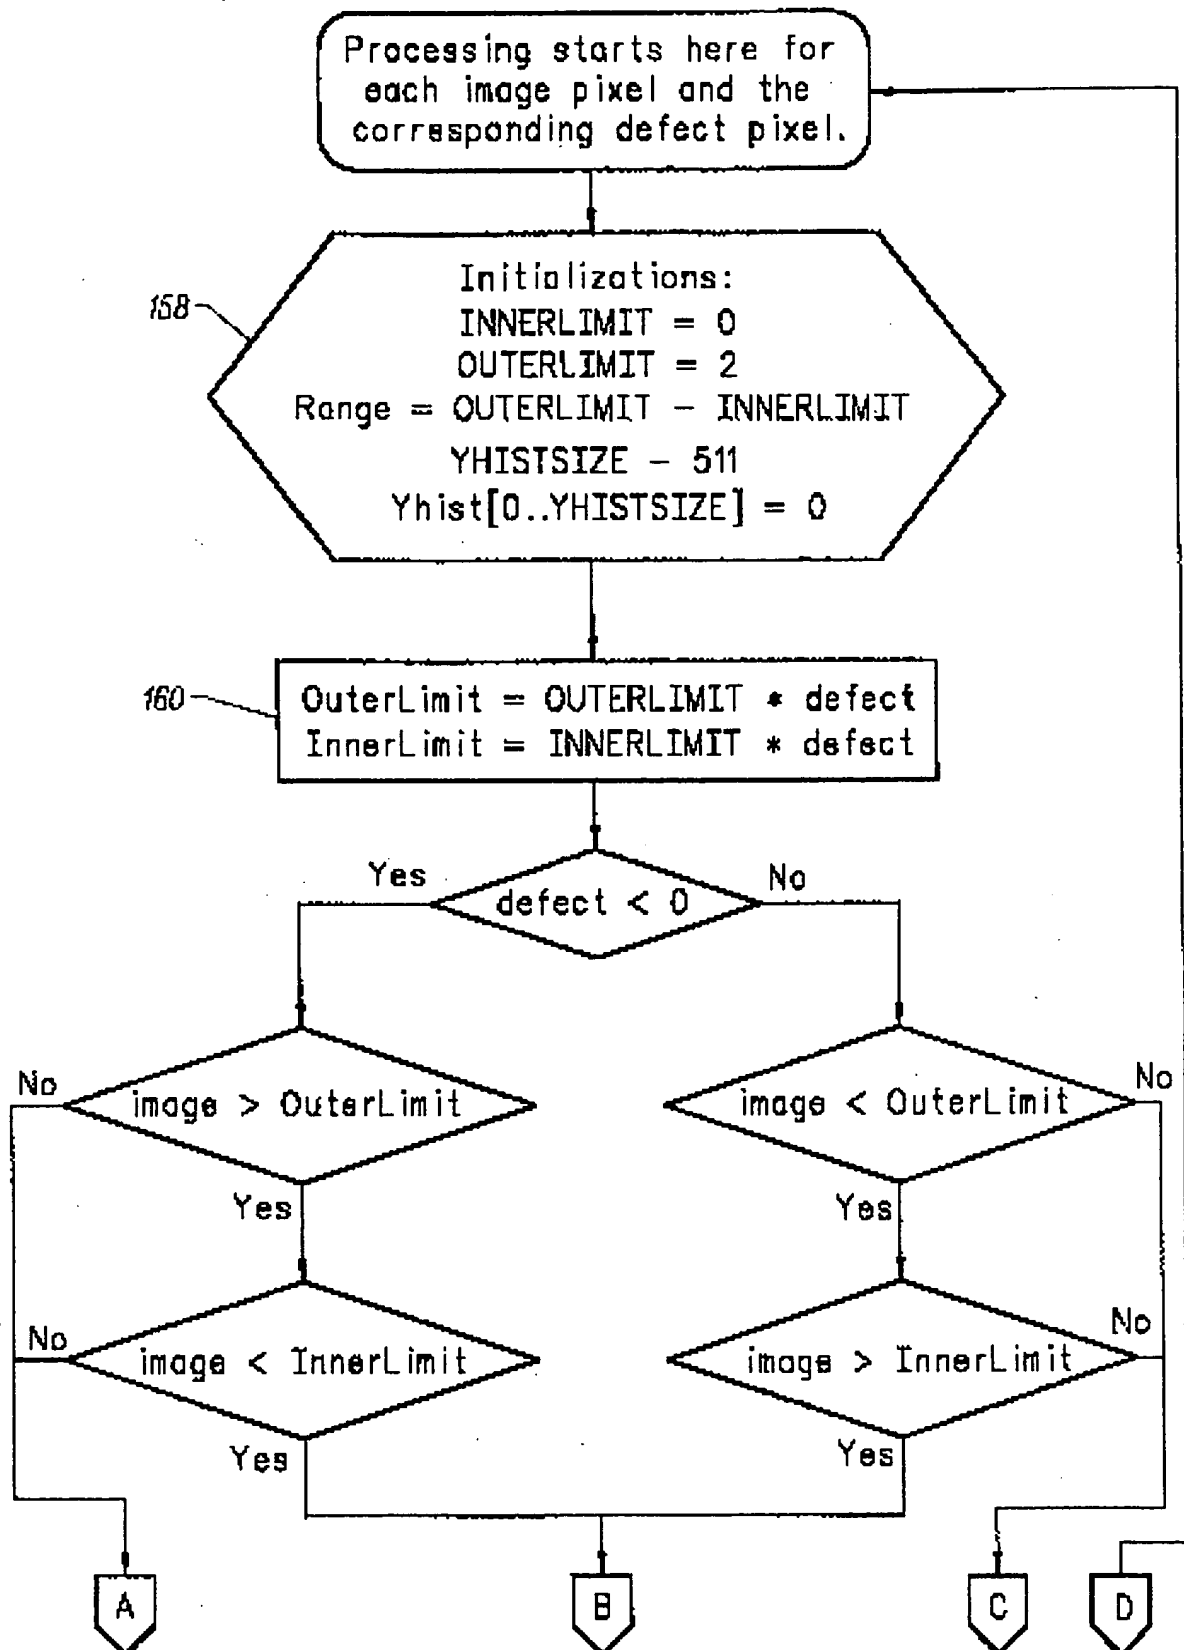 Processing starts here for
each image pixel and the
corresponding defect pixel.
158
Initializations:
INNERLIMIT = 0
OUTERLIMIT = 2
Range = OUTERLIMIT - INNERLIMIT
YHISTSIZE - 511
Yhist[0..YHISTSIZE] = 0
160
OuterLimit = OUTERLIMIT * defect
InnerLimit = INNERLIMIT * defect
Yes
defect < 0
No
No
image > OuterLimit
Yes
image < OuterLimit
No
Yes
No
image < InnerLimit
Yes
image > InnerLimit
No
Yes
A
B
C
D